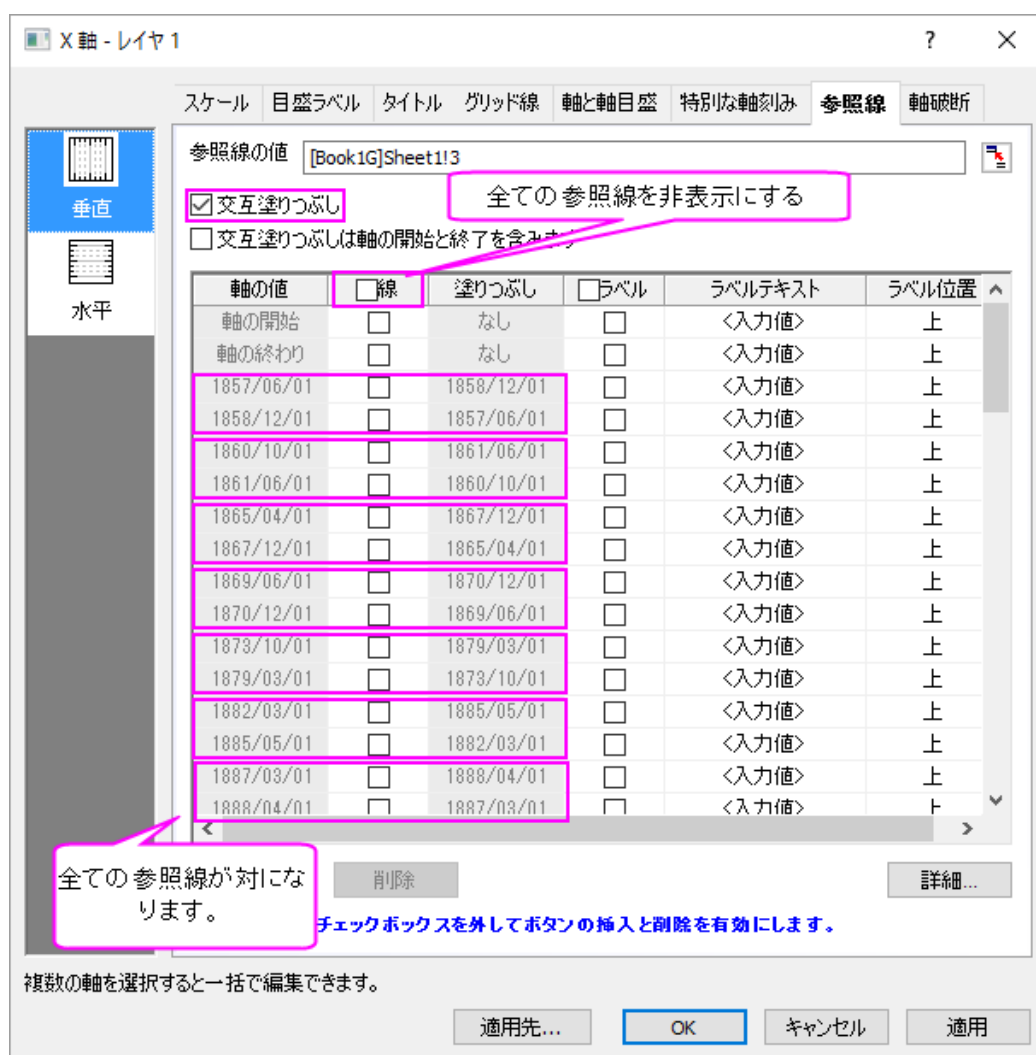 X 軸 - レイヤ 1 ?
スケール 目盛ラベル タイトル グリッド線 軸と軸目盛 特別な軸刻み 参照線 軸破断
垂直
水平
参照線の値 [Book1G]Sheet1!3
交互塗りつぶし
全ての参照線を非表示にする
交互塗りつぶしは軸の開始と終了を含みます
軸の値 線 塗りつぶし ラベル ラベルテキスト ラベル位置
軸の開始 なし <入力値> 上
軸の終わり なし <入力値> 上
1857/06/01 1858/12/01 <入力値> 上
1858/12/01 1857/06/01 <入力値> 上
1860/10/01 1861/06/01 <入力値> 上
1861/06/01 1860/10/01 <入力値> 上
1865/04/01 1867/12/01 <入力値> 上
1867/12/01 1865/04/01 <入力値> 上
1869/06/01 1870/12/01 <入力値> 上
1870/12/01 1869/06/01 <入力値> 上
1873/10/01 1879/03/01 <入力値> 上
1879/03/01 1873/10/01 <入力値> 上
1882/03/01 1885/05/01 <入力値> 上
1885/05/01 1882/03/01 <入力値> 上
1887/03/01 1888/04/01 <入力値> 上
1888/04/01 1887/03/01 <入力値> 上
全ての参照線が対にな
ります。
削除 詳細...
チェックボックスを外してボタンの挿入と削除を有効にします。
複数の軸を選択すると一括で編集できます。
適用先... OK キャンセル 適用